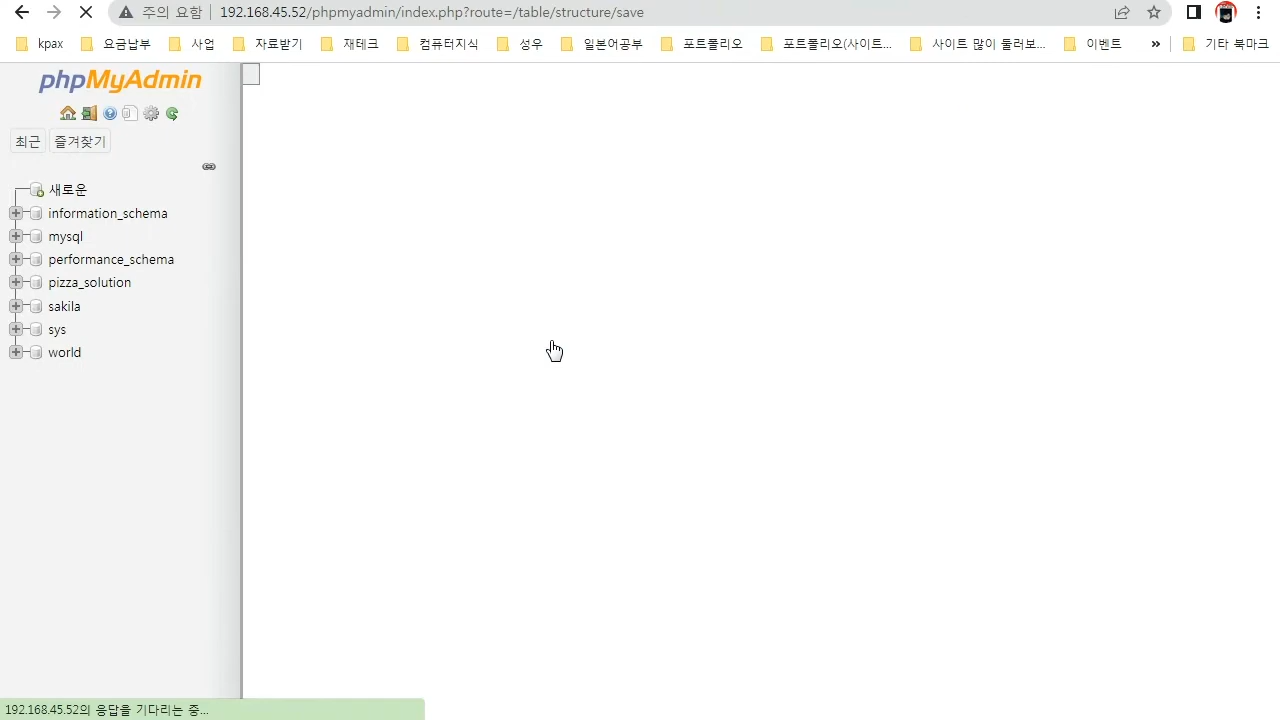 주의 요함 192.168.45.52/phpmyadmin/index.php?route=/table/structure/save
kpax 요금납부 사업 자료받기 재테크 컴퓨터지식 성우 일본어공부 포트폴리오 포트폴리오(사이트... 사이트 많이 둘러보... 이벤트 » 기타 북마크
phpMyAdmin
최근 즐겨찾기
새로운
information_schema
mysql
performance_schema
pizza_solution
sakila
sys
world
192.168.45.52의 응답을 기다리는 중...